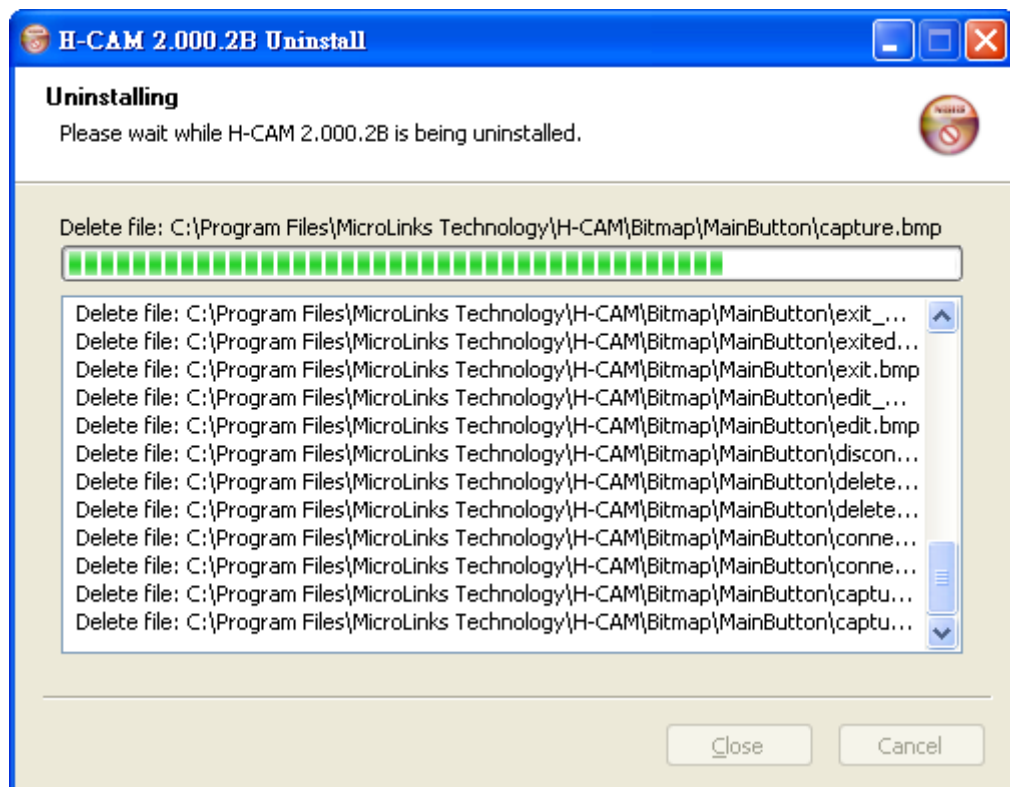 H-CAM 2.000.2B Uninstall
Uninstalling
Please wait while H-CAM 2.000.2B is being uninstalled.
Delete file: C:\Program Files\MicroLinks Technology\H-CAM\Bitmap\MainButton\capture.bmp
Delete file: C:\Program Files\MicroLinks Technology\H-CAM\Bitmap\MainButton\exit_...
Delete file: C:\Program Files\MicroLinks Technology\H-CAM\Bitmap\MainButton\exited...
Delete file: C:\Program Files\MicroLinks Technology\H-CAM\Bitmap\MainButton\exit.bmp
Delete file: C:\Program Files\MicroLinks Technology\H-CAM\Bitmap\MainButton\edit_...
Delete file: C:\Program Files\MicroLinks Technology\H-CAM\Bitmap\MainButton\edit.bmp
Delete file: C:\Program Files\MicroLinks Technology\H-CAM\Bitmap\MainButton\discon...
Delete file: C:\Program Files\MicroLinks Technology\H-CAM\Bitmap\MainButton\delete...
Delete file: C:\Program Files\MicroLinks Technology\H-CAM\Bitmap\MainButton\delete...
Delete file: C:\Program Files\MicroLinks Technology\H-CAM\Bitmap\MainButton\conne...
Delete file: C:\Program Files\MicroLinks Technology\H-CAM\Bitmap\MainButton\conne...
Delete file: C:\Program Files\MicroLinks Technology\H-CAM\Bitmap\MainButton\captu...
Delete file: C:\Program Files\MicroLinks Technology\H-CAM\Bitmap\MainButton\captu...
Close
Cancel